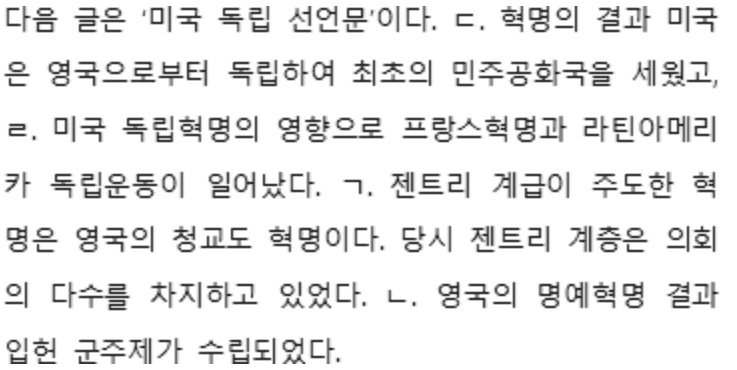 다음 글은 ‘미국 독립 선언문’이다. ㄷ. 혁명의 결과 미국
은 영국으로부터 독립하여 최초의 민주공화국을 세웠고,
ㄹ. 미국 독립혁명의 영향으로 프랑스혁명과 라틴아메리
카 독립운동이 일어났다. ㄱ. 젠트리 계급이 주도한 혁
명은 영국의 청교도 혁명이다. 당시 젠트리 계층은 의회
의 다수를 차지하고 있었다. ㄴ. 영국의 명예혁명 결과
입헌 군주제가 수립되었다.